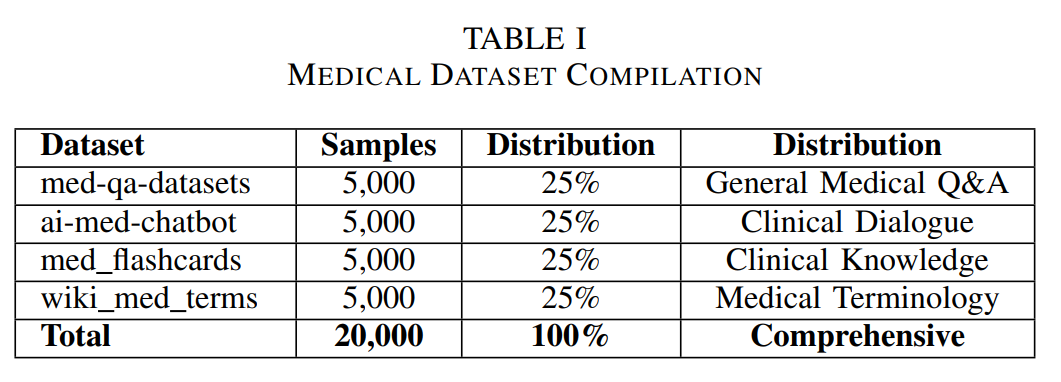 TABLE I
MEDICAL DATASET COMPILATION
Dataset Samples Distribution Distribution
med-qa-datasets 5,000 25% General Medical Q&A
ai-med-chatbot 5,000 25% Clinical Dialogue
med_flashcards 5,000 25% Clinical Knowledge
wiki_med_terms 5,000 25% Medical Terminology
Total 20,000 100% Comprehensive